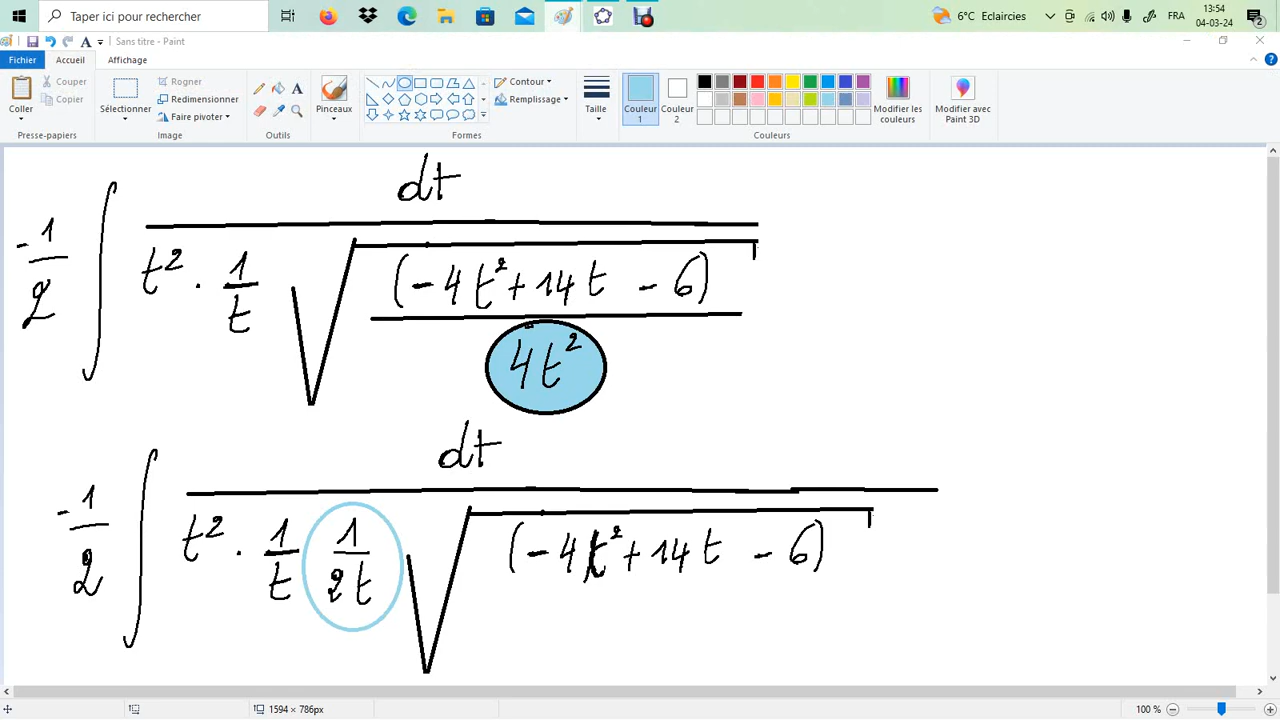 Taper ici pour rechercher
6°C Eclaircies
FRA
13:54
04-03-24
2
Sans titre - Paint
Fichier Accueil Affichage
Coller
Couper
Copier
Presse-papiers
Sélectionner
Rogner
Redimensionner
Faire pivoter
Image
A
Outils
Pinceaux
Contour
Remplissage
Formes
Taille
Couleur 1
Couleur 2
Modifier les couleurs
Couleurs
Modifier avec Paint 3D
dt
-1/2 ∫ t² · 1/t √ (-4t²+14t - 6)
4t²
dt
-1/2 ∫ t² · 1/t 1/2t √ (-4t²+14t - 6)
1594 × 786px
100 %